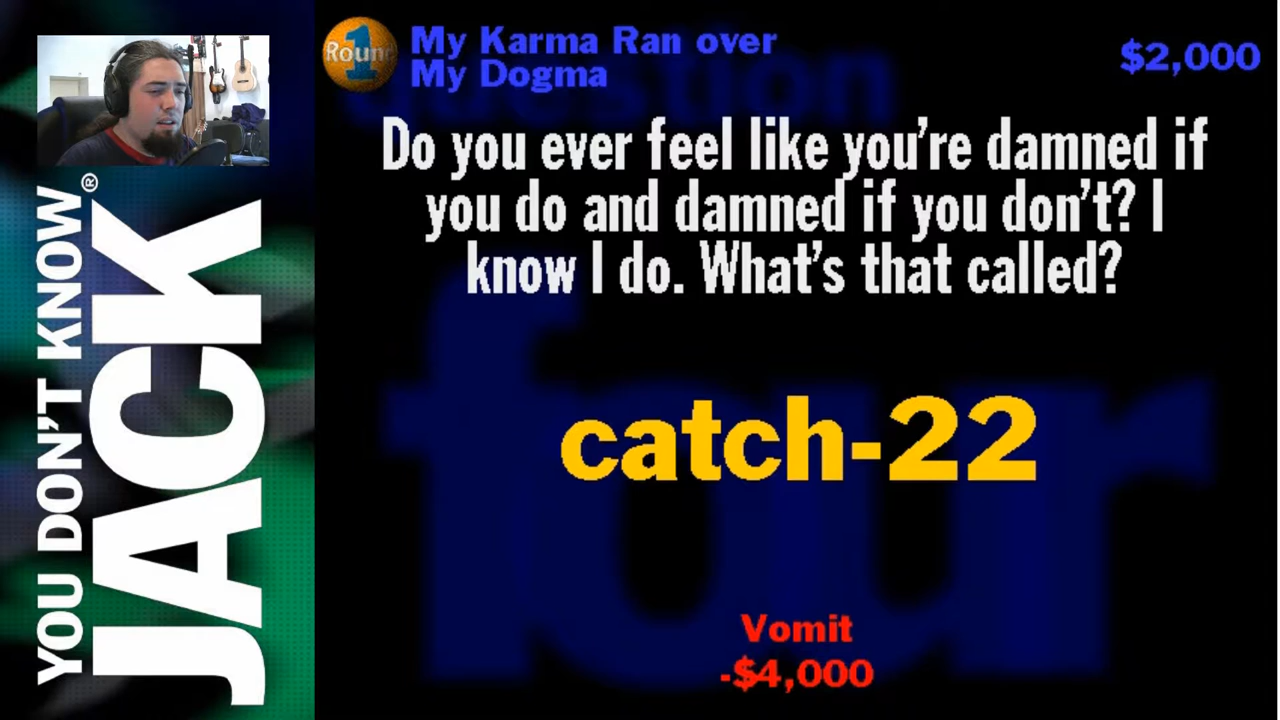 Round 1
My Karma Ran over
My Dogma
$2,000
question
Do you ever feel like you're damned if
you do and damned if you don't? I
know I do. What's that called?
four
catch-22
Vomit
-$4,000
YOU DON'T KNOW
JACK®